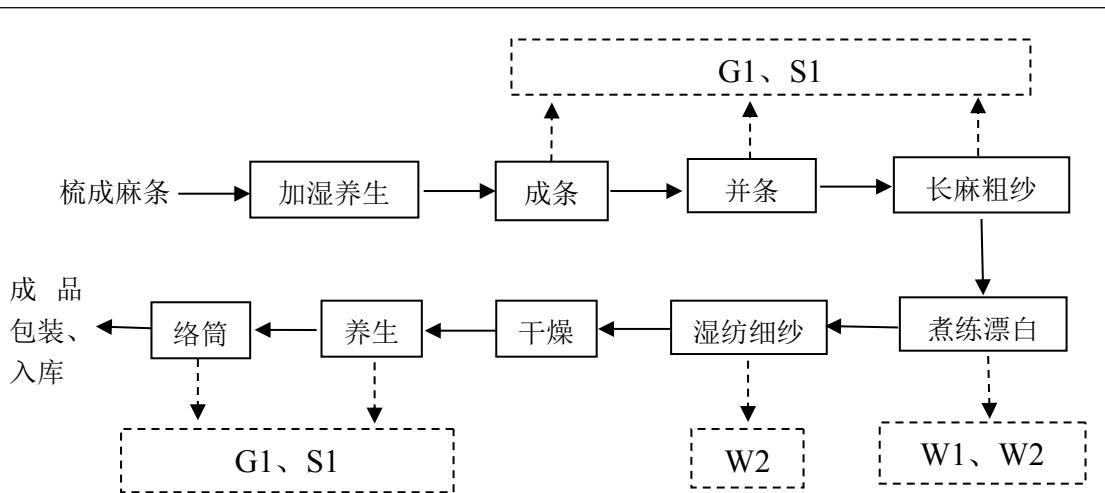 G1、S1
梳成麻条
加湿养生
成条
并条
长麻粗纱
成 品
包装、
入库
络筒
养生
干燥
湿纺细纱
煮练漂白
G1、S1
W2
W1、W2